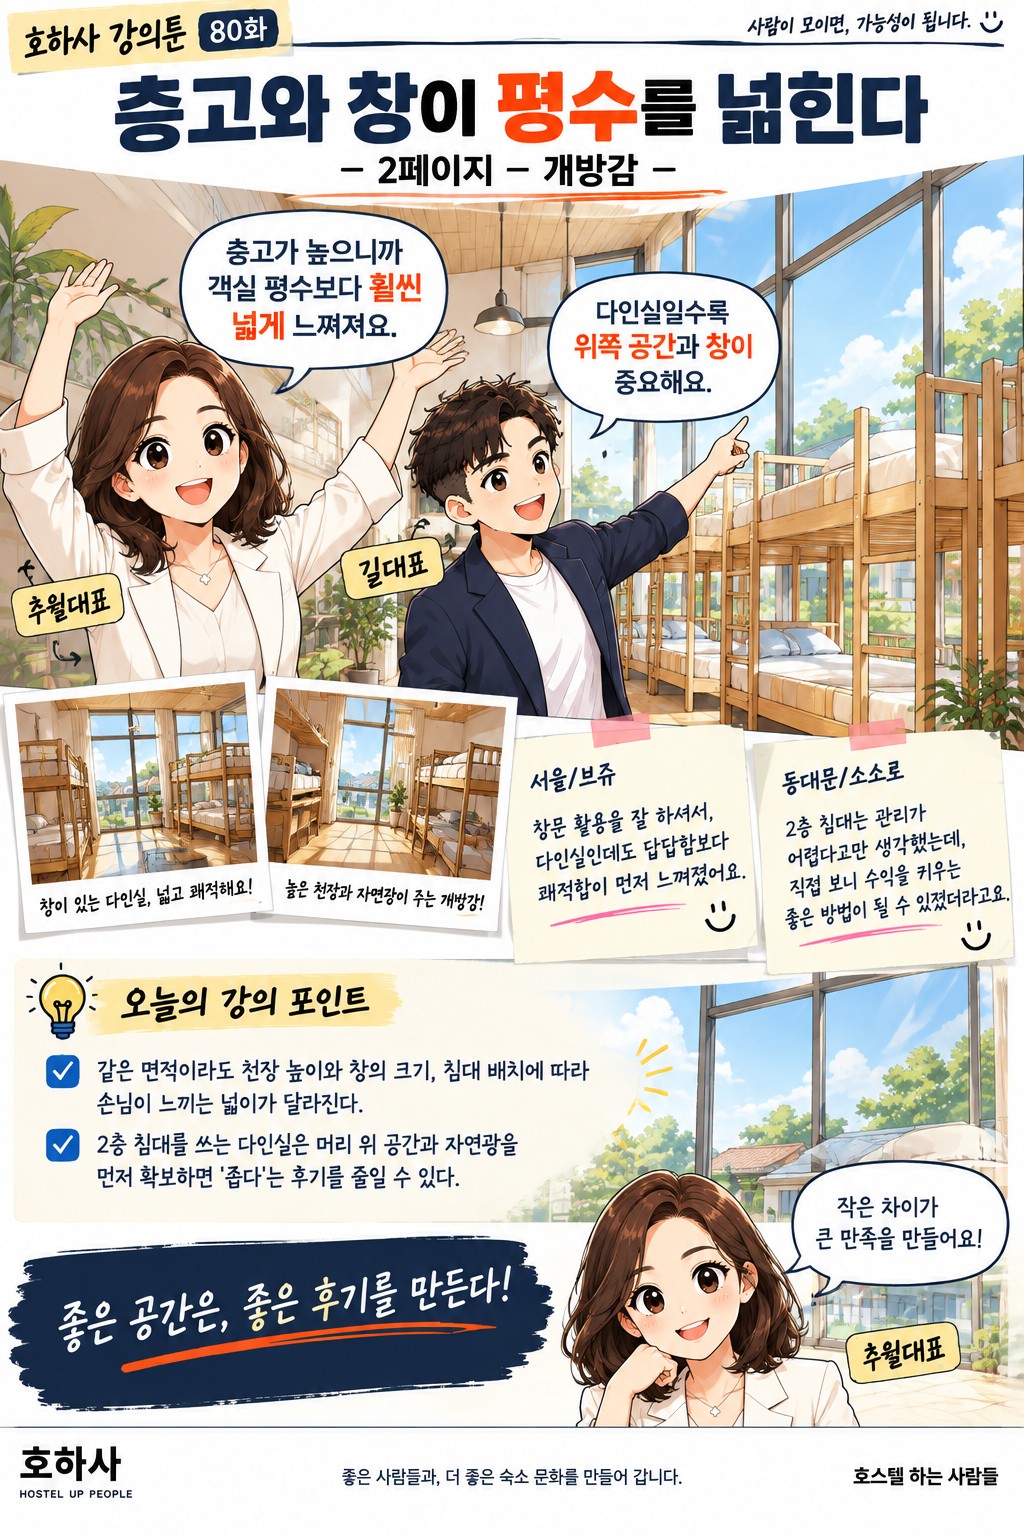 호하사 강의툰 80화
사람이 모이면, 가능성이 됩니다.
층고와 창이 평수를 넓힌다
– 2페이지 – 개방감 –
층고가 높으니까
객실 평수보다 훨씬
넓게 느껴져요.
다인실일수록
위쪽 공간과 창이
중요해요.
추월대표
길대표
창이 있는 다인실, 넓고 쾌적해요!
높은 천장과 자연광이 주는 개방감!
서울/브쥬
창문 활용을 잘 하셔서,
다인실인데도 답답함보다
쾌적함이 먼저 느껴졌어요.
동대문/소소로
2층 침대는 관리가
어렵다고만 생각했는데,
직접 보니 수익을 키우는
좋은 방법이 될 수 있겠더라고요.
오늘의 강의 포인트
같은 면적이라도 천장 높이와 창의 크기, 침대 배치에 따라
손님이 느끼는 넓이가 달라진다.
2층 침대를 쓰는 다인실은 머리 위 공간과 자연광을
먼저 확보하면 '좁다'는 후기를 줄일 수 있다.
작은 차이가
큰 만족을 만들어요!
좋은 공간은, 좋은 후기를 만든다!
추월대표
호하사
HOSTEL UP PEOPLE
좋은 사람들과, 더 좋은 숙소 문화를 만들어 갑니다.
호스텔 하는 사람들